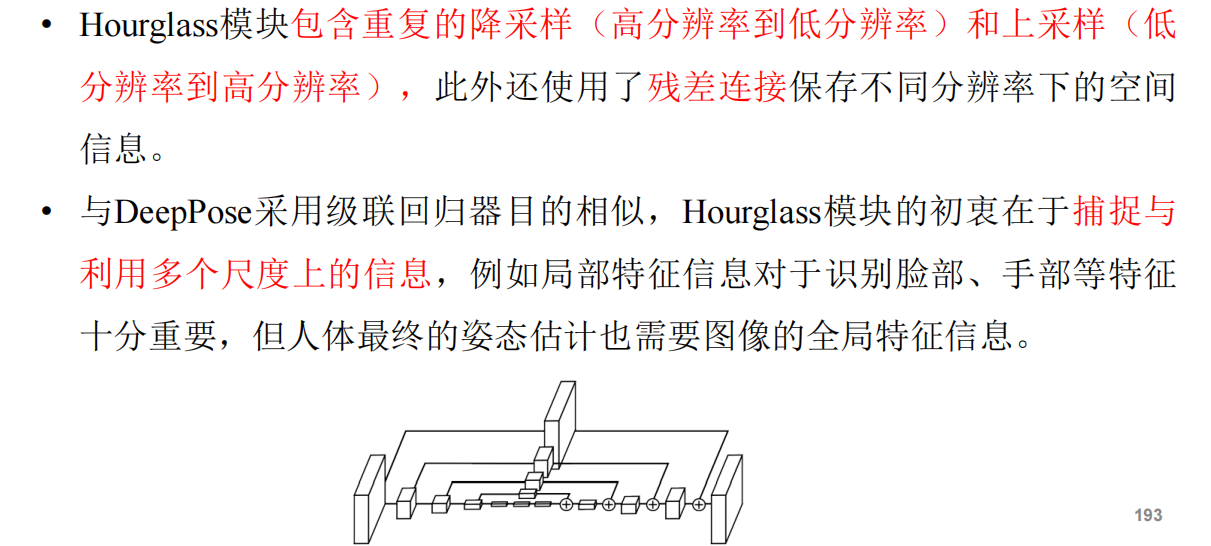 • Hourglass模块包含重复的降采样（高分辨率到低分辨率）和上采样（低
分辨率到高分辨率），此外还使用了残差连接保存不同分辨率下的空间
信息。
• 与DeepPose采用级联回归器目的相似，Hourglass模块的初衷在于捕捉与
利用多个尺度上的信息，例如局部特征信息对于识别脸部、手部等特征
十分重要，但人体最终的姿态估计也需要图像的全局特征信息。
193